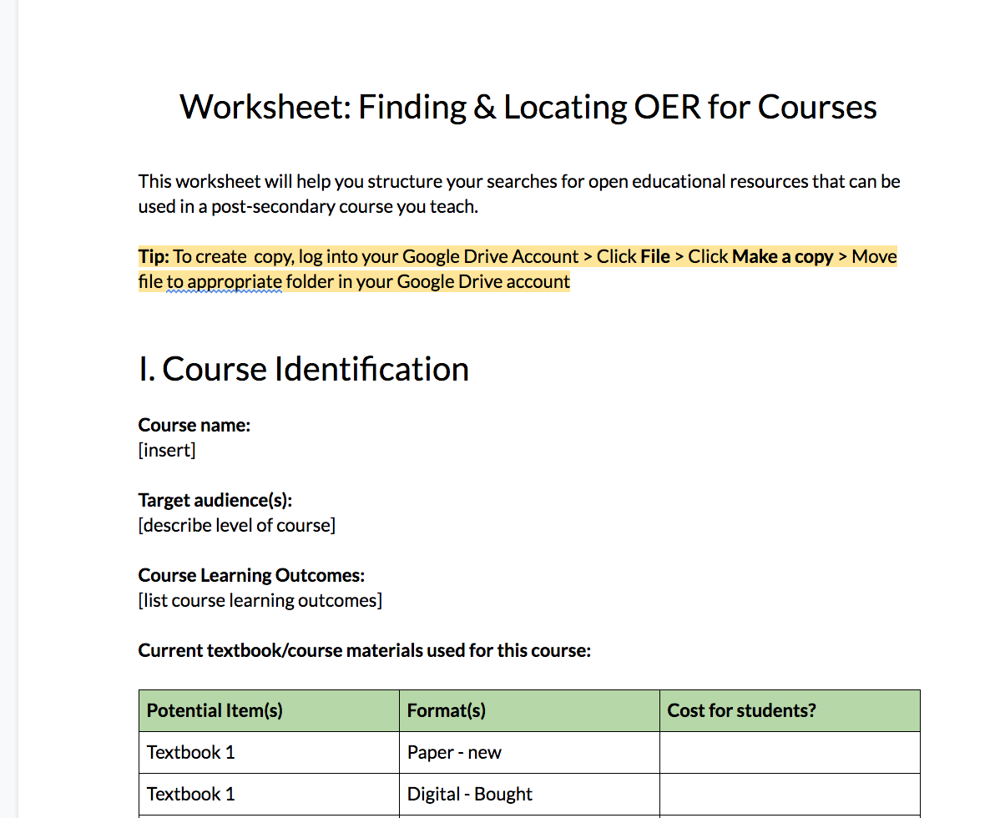 Worksheet: Finding & Locating OER for Courses
This worksheet will help you structure your searches for open educational resources that can be
used in a post-secondary course you teach.
Tip: To create  copy, log into your Google Drive Account > Click File > Click Make a copy > Move
file to appropriate folder in your Google Drive account
I. Course Identification
Course name:
[insert]
Target audience(s):
[describe level of course]
Course Learning Outcomes:
[list course learning outcomes]
Current textbook/course materials used for this course:
Potential Item(s) Format(s) Cost for students?
Textbook 1 Paper - new
Textbook 1 Digital - Bought